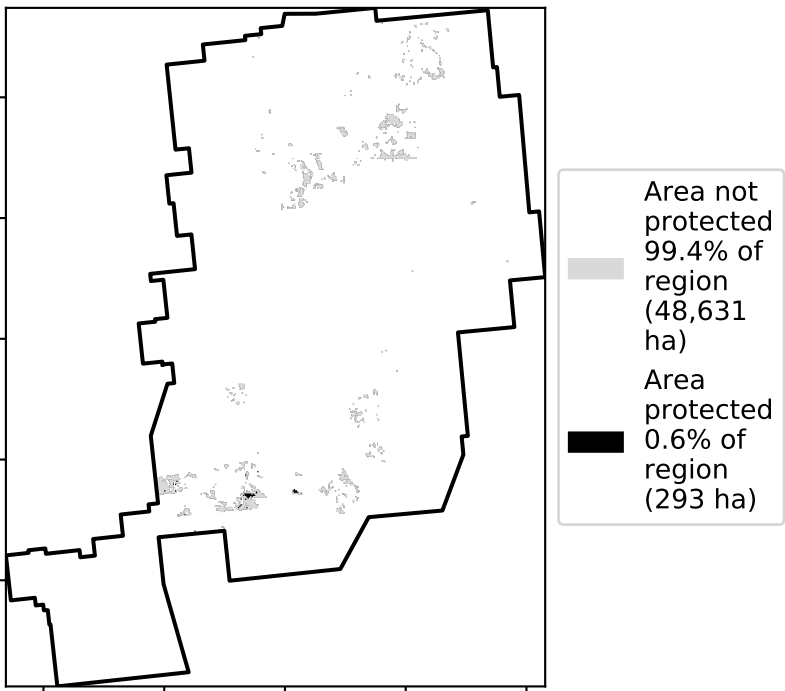 Area not
protected
99.4% of
region
(48,631
ha)
Area
protected
0.6% of
region
(293 ha)